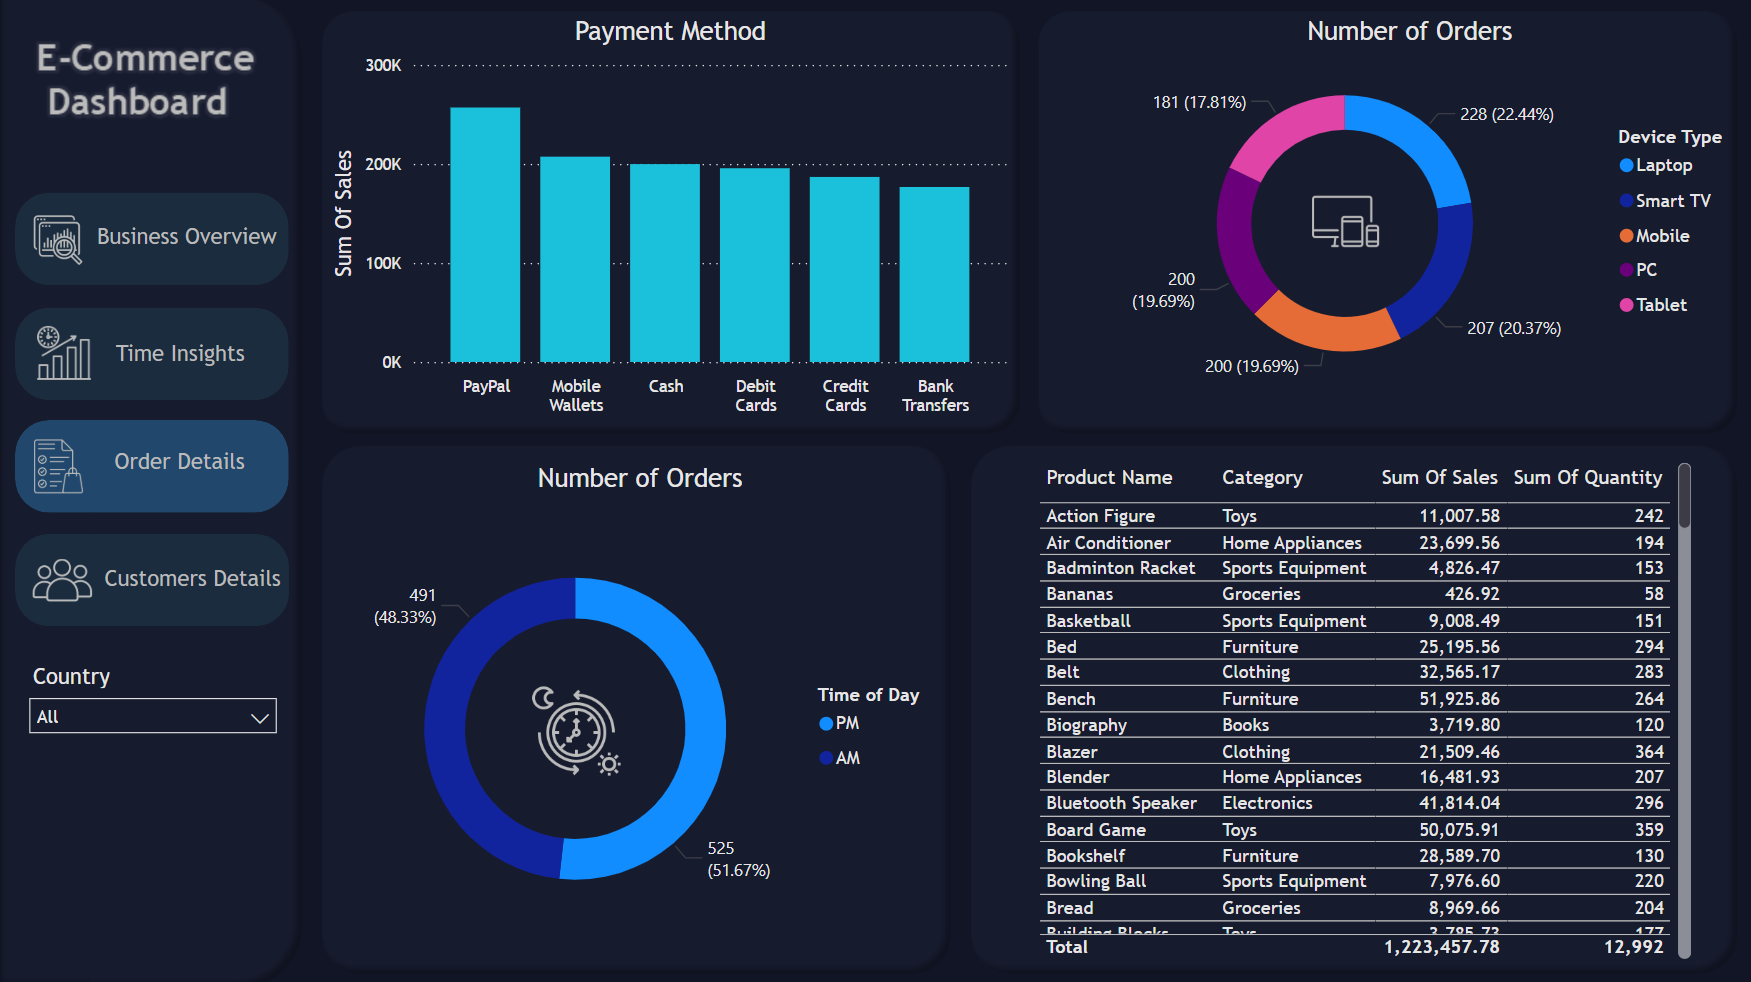 E-Commerce
Dashboard
Business Overview
Time Insights
Order Details
Customers Details
Country
All
Payment Method
Sum Of Sales
300K
200K
100K
0K
PayPal
Mobile
Wallets
Cash
Debit
Cards
Credit
Cards
Bank
Transfers
Number of Orders
181 (17.81%)
228 (22.44%)
200
(19.69%)
200 (19.69%)
207 (20.37%)
Device Type
Laptop
Smart TV
Mobile
PC
Tablet
Number of Orders
491
(48.33%)
525
(51.67%)
Time of Day
PM
AM
Product Name Category Sum Of Sales Sum Of Quantity
Action Figure Toys 11,007.58 242
Air Conditioner Home Appliances 23,699.56 194
Badminton Racket Sports Equipment 4,826.47 153
Bananas Groceries 426.92 58
Basketball Sports Equipment 9,008.49 151
Bed Furniture 25,195.56 294
Belt Clothing 32,565.17 283
Bench Furniture 51,925.86 264
Biography Books 3,719.80 120
Blazer Clothing 21,509.46 364
Blender Home Appliances 16,481.93 207
Bluetooth Speaker Electronics 41,814.04 296
Board Game Toys 50,075.91 359
Bookshelf Furniture 28,589.70 130
Bowling Ball Sports Equipment 7,976.60 220
Bread Groceries 8,969.66 204
Building Blocks Toys 3,785.73 177
Total 1,223,457.78 12,992